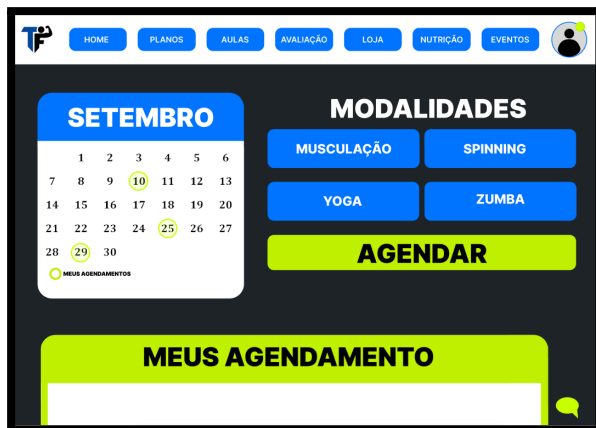 TF
HOME PLANOS AULAS AVALIAÇÃO LOJA NUTRIÇÃO EVENTOS
SETEMBRO
1 2 3 4 5 6
7 8 9 10 11 12 13
14 15 16 17 18 19 20
21 22 23 24 25 26 27
28 29 30
MEUS AGENDAMENTOS
MODALIDADES
MUSCULAÇÃO SPINNING
YOGA ZUMBA
AGENDAR
MEUS AGENDAMENTO